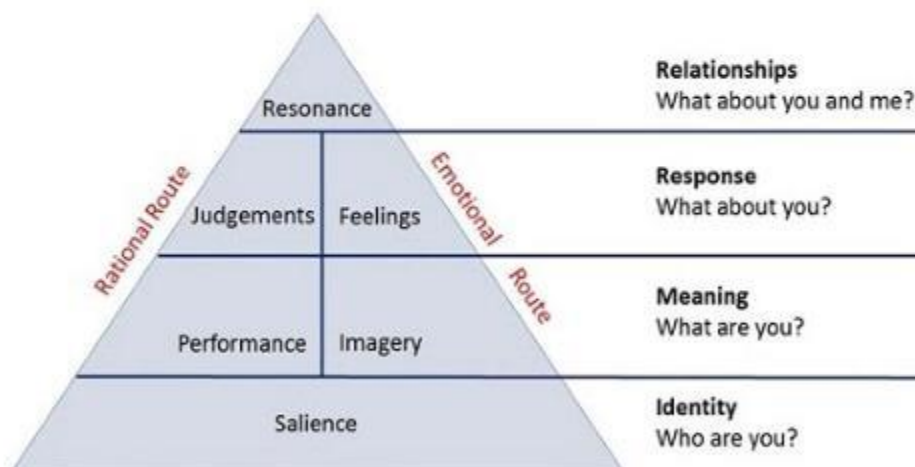 Resonance
Relationships
What about you and me?
Rational Route
Emotional Route
Judgements
Feelings
Response
What about you?
Performance
Imagery
Meaning
What are you?
Salience
Identity
Who are you?